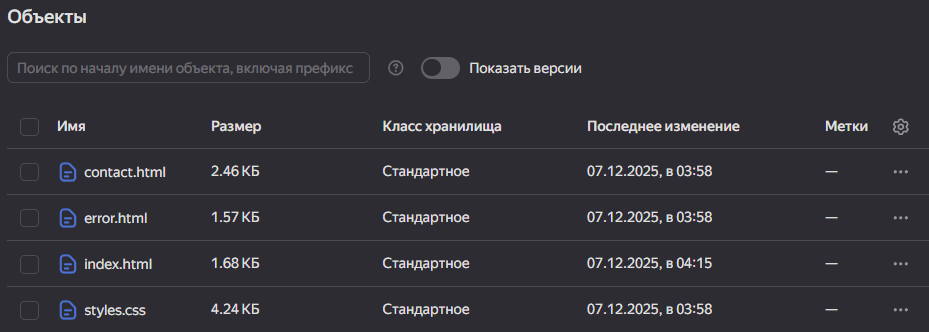 Объекты
Поиск по началу имени объекта, включая префикс ? Показать версии
Имя Размер Класс хранилища Последнее изменение Метки
contact.html 2.46 КБ Стандартное 07.12.2025, в 03:58 —
error.html 1.57 КБ Стандартное 07.12.2025, в 03:58 —
index.html 1.68 КБ Стандартное 07.12.2025, в 04:15 —
styles.css 4.24 КБ Стандартное 07.12.2025, в 03:58 —